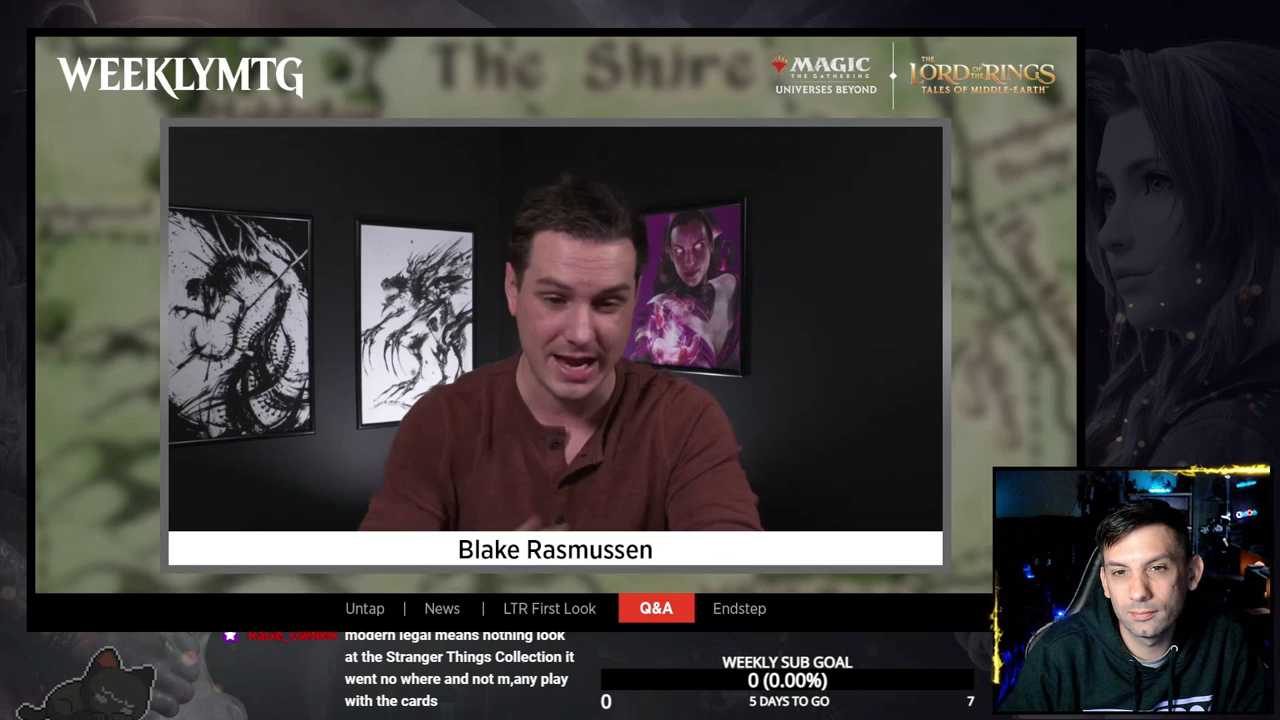 The Shire
WEEKLYMTG
MAGIC
THE GATHERING
UNIVERSES BEYOND
THE
LORD OF THE RINGS
TALES OF MIDDLE-EARTH
Blake Rasmussen
Untap | News | LTR First Look Q&A Endstep
RaGe_OwNeR modern legal means nothing look
at the Stranger Things Collection it
went no where and not m,any play
with the cards
WEEKLY SUB GOAL
0 (0.00%)
0 5 DAYS TO GO 7